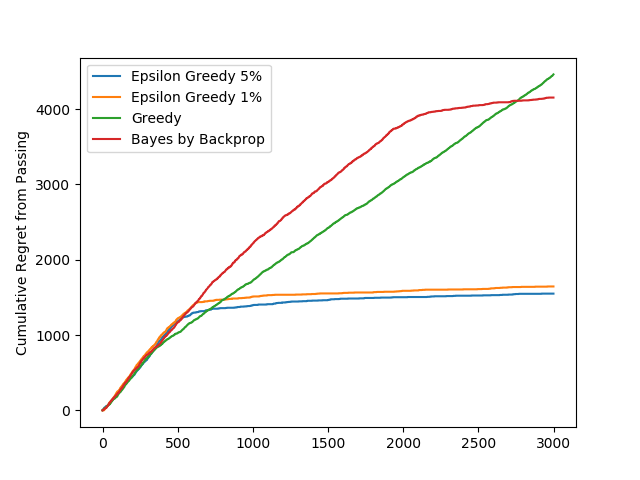 Epsilon Greedy 5%
Epsilon Greedy 1%
Greedy
Bayes by Backprop
Cumulative Regret from Passing
4000
3000
2000
1000
0
0 500 1000 1500 2000 2500 3000